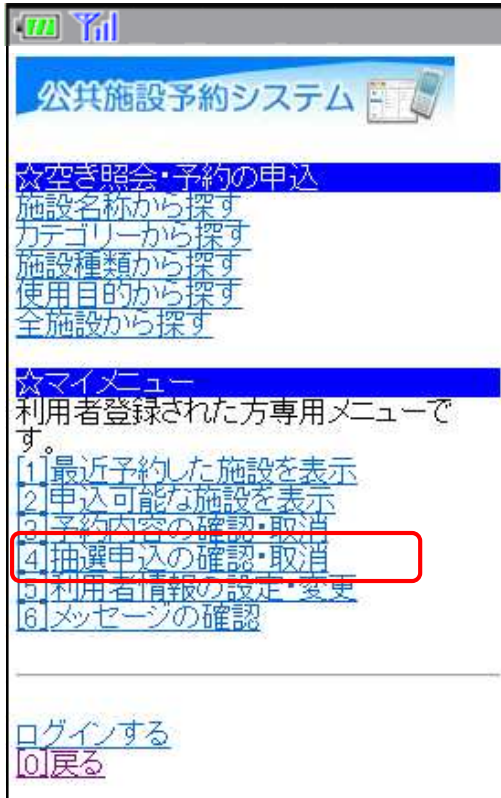 公共施設予約システム
☆空き照会・予約の申込
施設名称から探す
カテゴリーから探す
施設種類から探す
使用目的から探す
全施設から探す
☆マイメニュー
利用者登録された方専用メニューで
す。
[1]最近予約した施設を表示
[2]申込可能な施設を表示
[3]予約内容の確認・取消
[4]抽選申込の確認・取消
[5]利用者情報の設定・変更
[6]メッセージの確認
ログインする
[0]戻る